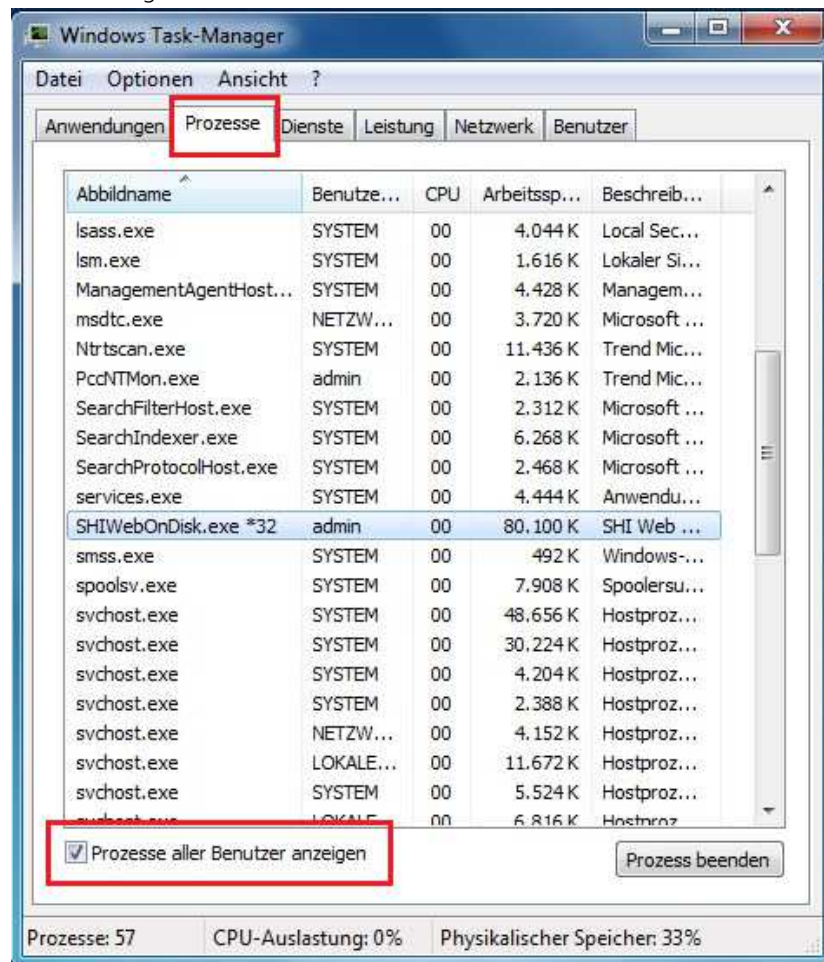 Windows Task-Manager
Datei Optionen Ansicht ?
Anwendungen Prozesse Dienste Leistung Netzwerk Benutzer
Abbildname Benutze... CPU Arbeitssp... Beschreib...
lsass.exe SYSTEM 00 4.044 K Local Sec...
lsm.exe SYSTEM 00 1.616 K Lokaler Si...
ManagementAgentHost... SYSTEM 00 4.428 K Managem...
msdtc.exe NETZW... 00 3.720 K Microsoft ...
Ntrtscan.exe SYSTEM 00 11.436 K Trend Mic...
PccNTMon.exe admin 00 2.136 K Trend Mic...
SearchFilterHost.exe SYSTEM 00 2.312 K Microsoft ...
SearchIndexer.exe SYSTEM 00 6.268 K Microsoft ...
SearchProtocolHost.exe SYSTEM 00 2.468 K Microsoft ...
services.exe SYSTEM 00 4.444 K Anwendu...
SHIWebOnDisk.exe *32 admin 00 80.100 K SHI Web ...
smss.exe SYSTEM 00 492 K Windows-...
spoolsv.exe SYSTEM 00 7.908 K Spoolersu...
svchost.exe SYSTEM 00 48.656 K Hostproz...
svchost.exe SYSTEM 00 30.224 K Hostproz...
svchost.exe SYSTEM 00 4.204 K Hostproz...
svchost.exe SYSTEM 00 2.388 K Hostproz...
svchost.exe NETZW... 00 4.152 K Hostproz...
svchost.exe LOKALE... 00 11.672 K Hostproz...
svchost.exe SYSTEM 00 5.524 K Hostproz...
svchost.exe LOKALE... 00 6.816 K Hostproz...
Prozesse aller Benutzer anzeigen Prozess beenden
Prozesse: 57 CPU-Auslastung: 0% Physikalischer Speicher: 33%